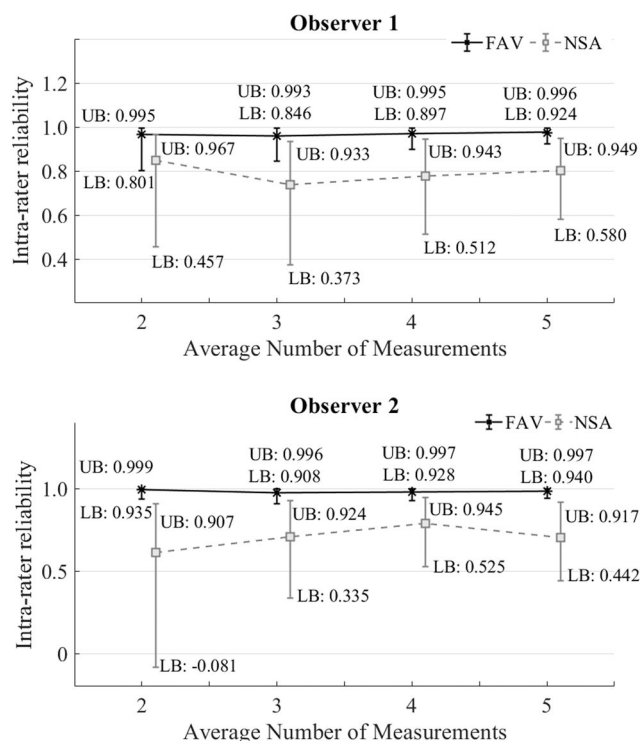 Observer 1
FAV NSA
1.2
UB: 0.993 UB: 0.995 UB: 0.996
UB: 0.995 LB: 0.846 LB: 0.897 LB: 0.924
1.0
UB: 0.967 UB: 0.933 UB: 0.943 UB: 0.949
0.8
LB: 0.801
0.6
LB: 0.457 LB: 0.373 LB: 0.512 LB: 0.580
0.4
2 3 4 5
Intra-rater reliability
Average Number of Measurements
Observer 2
FAV NSA
UB: 0.996 UB: 0.997 UB: 0.997
UB: 0.999 LB: 0.908 LB: 0.928 LB: 0.940
1.0
LB: 0.935
UB: 0.907 UB: 0.924 UB: 0.945 UB: 0.917
0.5
LB: 0.335 LB: 0.525 LB: 0.442
0
LB: -0.081
2 3 4 5
Intra-rater reliability
Average Number of Measurements